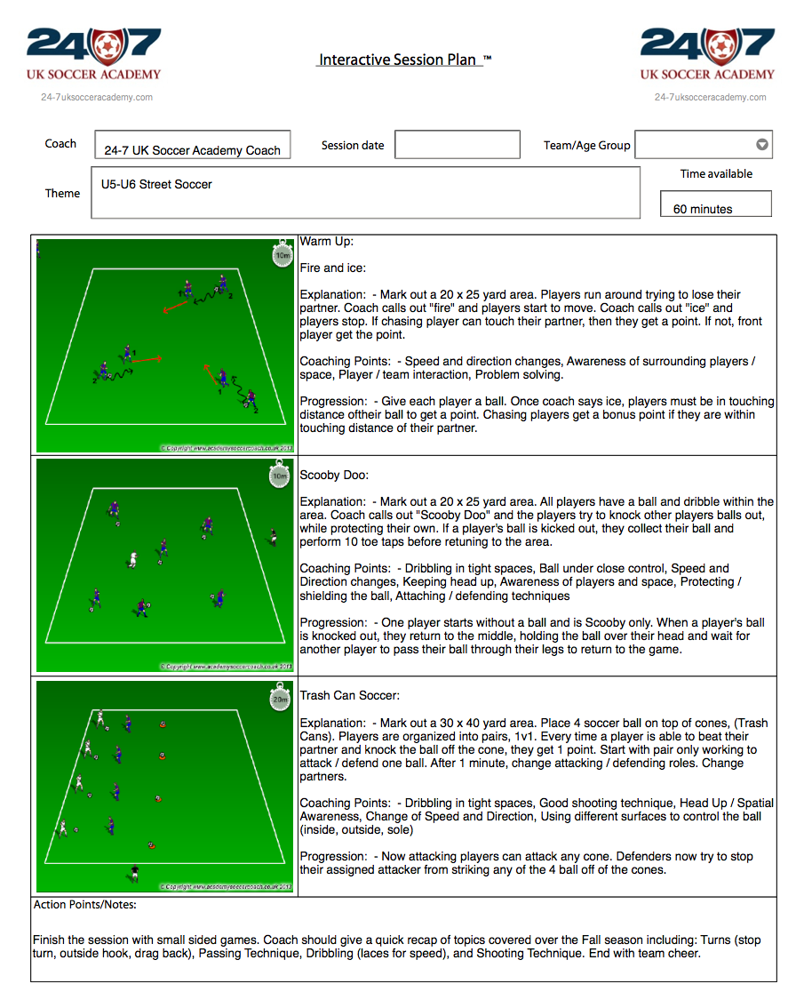 24 7
UK SOCCER ACADEMY
24-7uksocceracademy.com
Interactive Session Plan ™
24 7
UK SOCCER ACADEMY
24-7uksocceracademy.com
Coach
24-7 UK Soccer Academy Coach
Session date
Team/Age Group
Theme
U5-U6 Street Soccer
Time available
60 minutes
10m
1
2
1
2
1
2
© Copyright www.academysoccercoach.co.uk 2013
Warm Up:
Fire and ice:
Explanation: - Mark out a 20 x 25 yard area. Players run around trying to lose their
partner. Coach calls out "fire" and players start to move. Coach calls out "ice" and
players stop. If chasing player can touch their partner, then they get a point. If not, front
player get the point.
Coaching Points: - Speed and direction changes, Awareness of surrounding players /
space, Player / team interaction, Problem solving.
Progression: - Give each player a ball. Once coach says ice, players must be in touching
distance oftheir ball to get a point. Chasing players get a bonus point if they are within
touching distance of their partner.
10m
© Copyright www.academysoccercoach.co.uk 2013
Scooby Doo:
Explanation: - Mark out a 20 x 25 yard area. All players have a ball and dribble within the
area. Coach calls out "Scooby Doo" and the players try to knock other players balls out,
while protecting their own. If a player's ball is kicked out, they collect their ball and
perform 10 toe taps before retuning to the area.
Coaching Points: - Dribbling in tight spaces, Ball under close control, Speed and
Direction changes, Keeping head up, Awareness of players and space, Protecting /
shielding the ball, Attaching / defending techniques
Progression: - One player starts without a ball and is Scooby only. When a player's ball
is knocked out, they return to the middle, holding the ball over their head and wait for
another player to pass their ball through their legs to return to the game.
20m
© Copyright www.academysoccercoach.co.uk 2013
Trash Can Soccer:
Explanation: - Mark out a 30 x 40 yard area. Place 4 soccer ball on top of cones, (Trash
Cans). Players are organized into pairs, 1v1. Every time a player is able to beat their
partner and knock the ball off the cone, they get 1 point. Start with pair only working to
attack / defend one ball. After 1 minute, change attacking / defending roles. Change
partners.
Coaching Points: - Dribbling in tight spaces, Good shooting technique, Head Up / Spatial
Awareness, Change of Speed and Direction, Using different surfaces to control the ball
(inside, outside, sole)
Progression: - Now attacking players can attack any cone. Defenders now try to stop
their assigned attacker from striking any of the 4 ball off of the cones.
Action Points/Notes:
Finish the session with small sided games. Coach should give a quick recap of topics covered over the Fall season including: Turns (stop
turn, outside hook, drag back), Passing Technique, Dribbling (laces for speed), and Shooting Technique. End with team cheer.